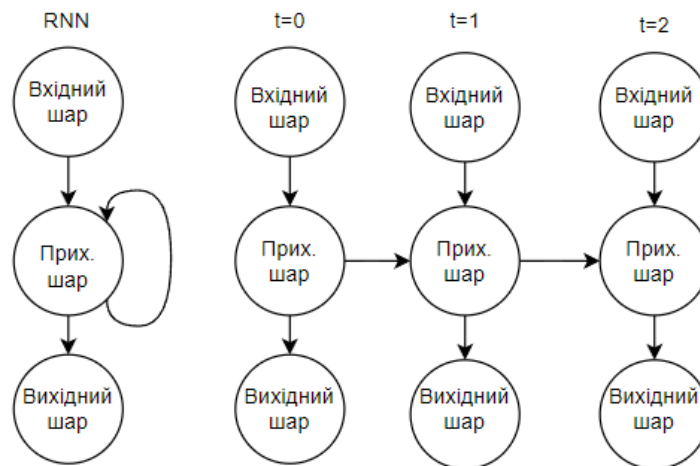 RNN
t=0
t=1
t=2
Вхідний
шар
Вхідний
шар
Вхідний
шар
Вхідний
шар
Прих.
шар
Прих.
шар
Прих.
шар
Прих.
шар
Вихідний
шар
Вихідний
шар
Вихідний
шар
Вихідний
шар